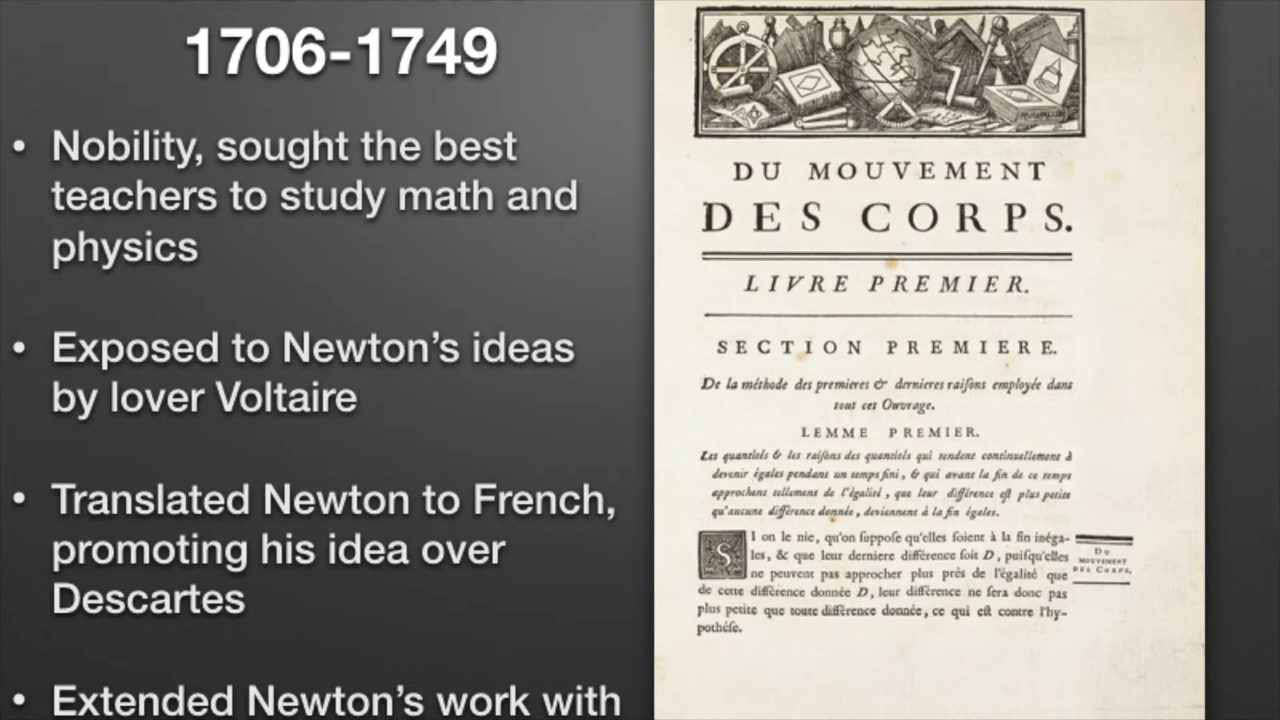 1706-1749
• Nobility, sought the best
teachers to study math and
physics
• Exposed to Newton’s ideas
by lover Voltaire
• Translated Newton to French,
promoting his idea over
Descartes
• Extended Newton’s work with
DU MOUVEMENT
DES CORPS.
LIVRE PREMIER.
SECTION PREMIERE.
De la méthode des premieres & dernieres raiſons employée dans
tout cet Ouvrage.
LEMME PREMIER.
Les quantités & les raiſons des quantités qui tendent continuellement à
devenir égales pendant un temps fini, & qui avant la fin de ce temps
approchent tellement de l'égalité, que leur différence eſt plus petite
qu'aucune différence donnée, deviennent à la fin égales.
SI on le nie, qu'on ſuppoſe qu'elles ſoient à la fin inéga-
les, & que leur derniere différence ſoit D, puiſqu'elles
ne peuvent pas approcher plus près de l'égalité que
de cette différence donnée D, leur différence ne ſera donc pas
plus petite que toute différence donnée, ce qui eſt contre l'hy-
pothéſe.
DU
MOUVEMENT
DES CORPS.